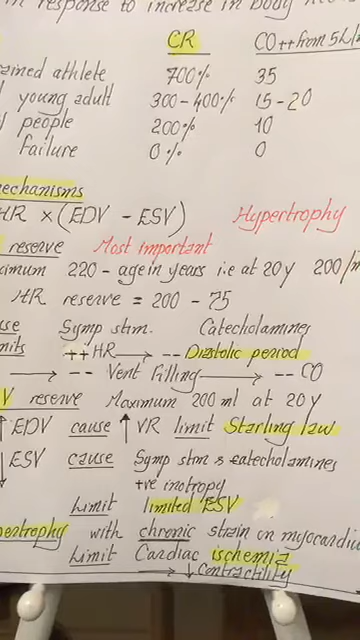 in response to increase in body
CR CO ++ from 5L/
ained athlete 700% 35
young adult 300-400% 15-20
people 200% 10
failure 0% 0
echanisms
HR × (EDV - ESV) Hypertrophy
reserve Most important
ximum 220 - age in years i.e at 20y 200/m
HR reserve = 200 - 75
use Symp stm. Catecholamines
mits ++HR → -- Diastolic period
→ -- Vent Filling → -- CO
V reserve Maximum 200 ml at 20y
↑ EDV cause ↑ VR limit Starling law
↓ ESV cause Symp stm & catecholamines
+ve inotropy
Limit limited ESV
pertrophy with chronic strain on myocardiu
Limit Cardiac ischemia
→ ↓ contractility